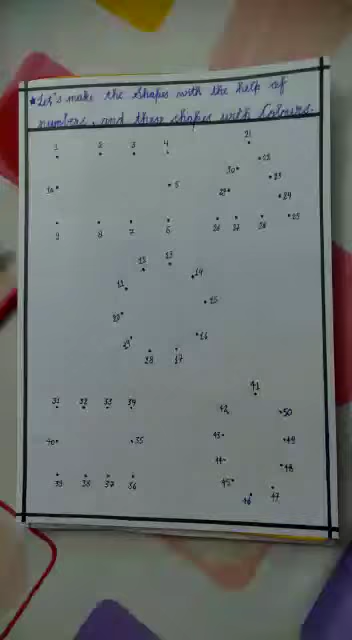 ★Let's make the Shapes with the help of
numbers, and these shapes with Colours.
1 2 3 4
10 5
9 8 7 6
21
30 22
23
29 24
28 27 26 25
12 13
11 14
15
20 16
19 18 17
31 32 33 34
40 35
39 38 37 36
41
42 50
43 49
44 48
45 46 47